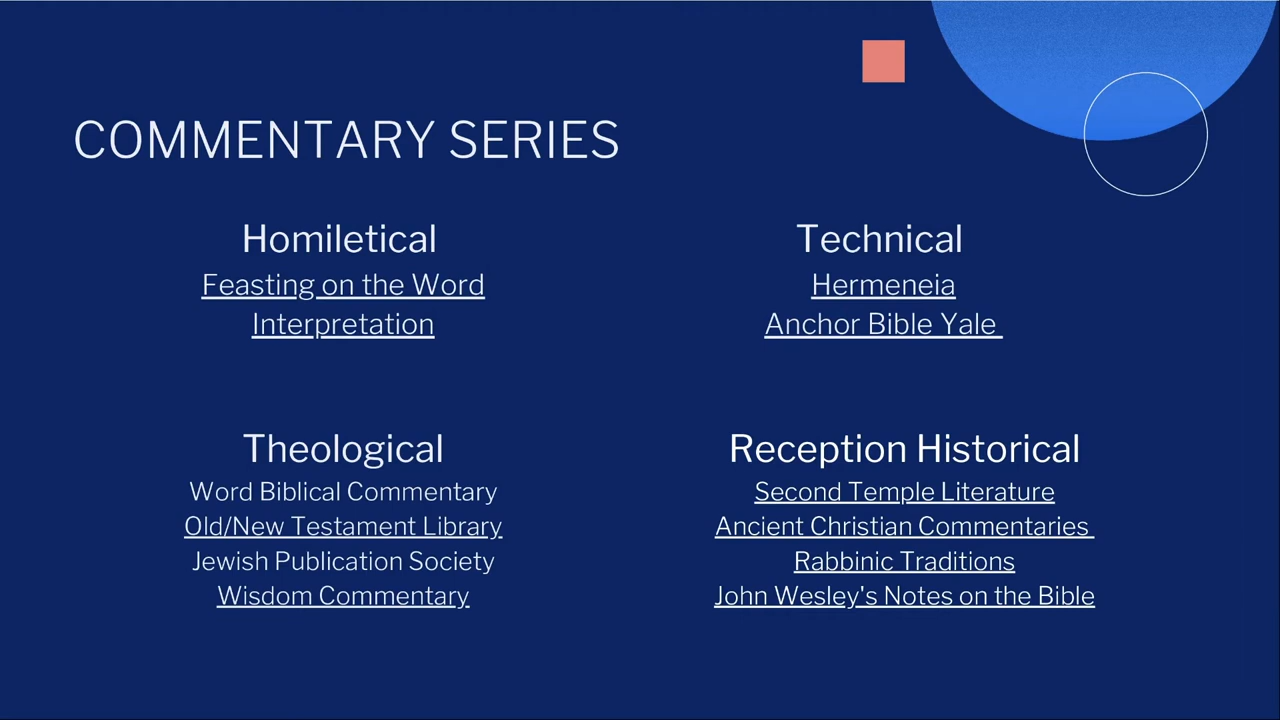 COMMENTARY SERIES
Homiletical
Feasting on the Word
Interpretation
Technical
Hermeneia
Anchor Bible Yale
Theological
Word Biblical Commentary
Old/New Testament Library
Jewish Publication Society
Wisdom Commentary
Reception Historical
Second Temple Literature
Ancient Christian Commentaries
Rabbinic Traditions
John Wesley's Notes on the Bible